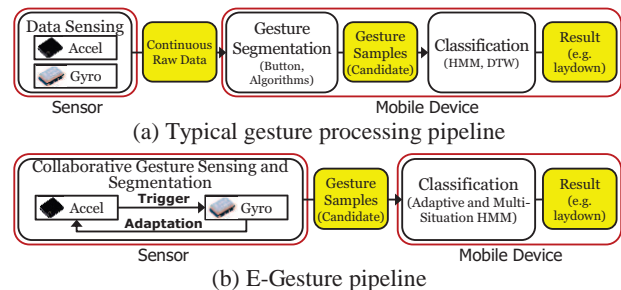 Data Sensing
Accel
Gyro
Continuous
Raw Data
Gesture
Segmentation
(Button,
Algorithms)
Gesture
Samples
(Candidate)
Classification
(HMM, DTW)
Result
(e.g.
laydown)
Sensor
Mobile Device
(a) Typical gesture processing pipeline
Collaborative Gesture Sensing and
Segmentation
Accel
Trigger
Gyro
Adaptation
Gesture
Samples
(Candidate)
Classification
(Adaptive and Multi-
Situation HMM)
Result
(e.g.
laydown)
Sensor
Mobile Device
(b) E-Gesture pipeline